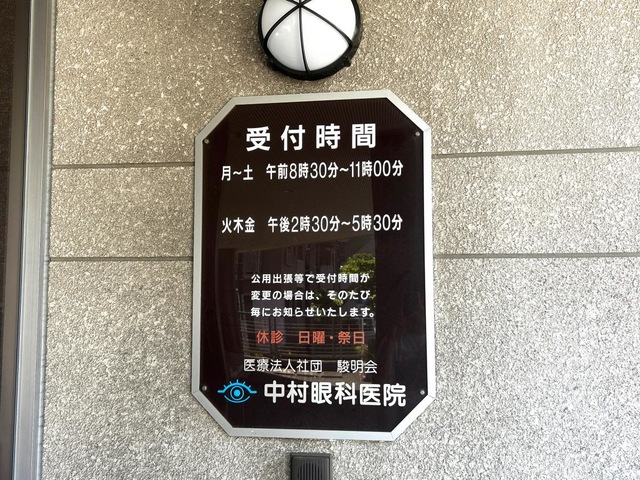 受付時間
月〜土　午前8時30分〜11時00分
火木金　午後2時30分〜5時30分
公用出張等で受付時間が
変更の場合は、そのたび
毎にお知らせいたします。
休診　日曜・祭日
医療法人社団　駿明会
中村眼科医院